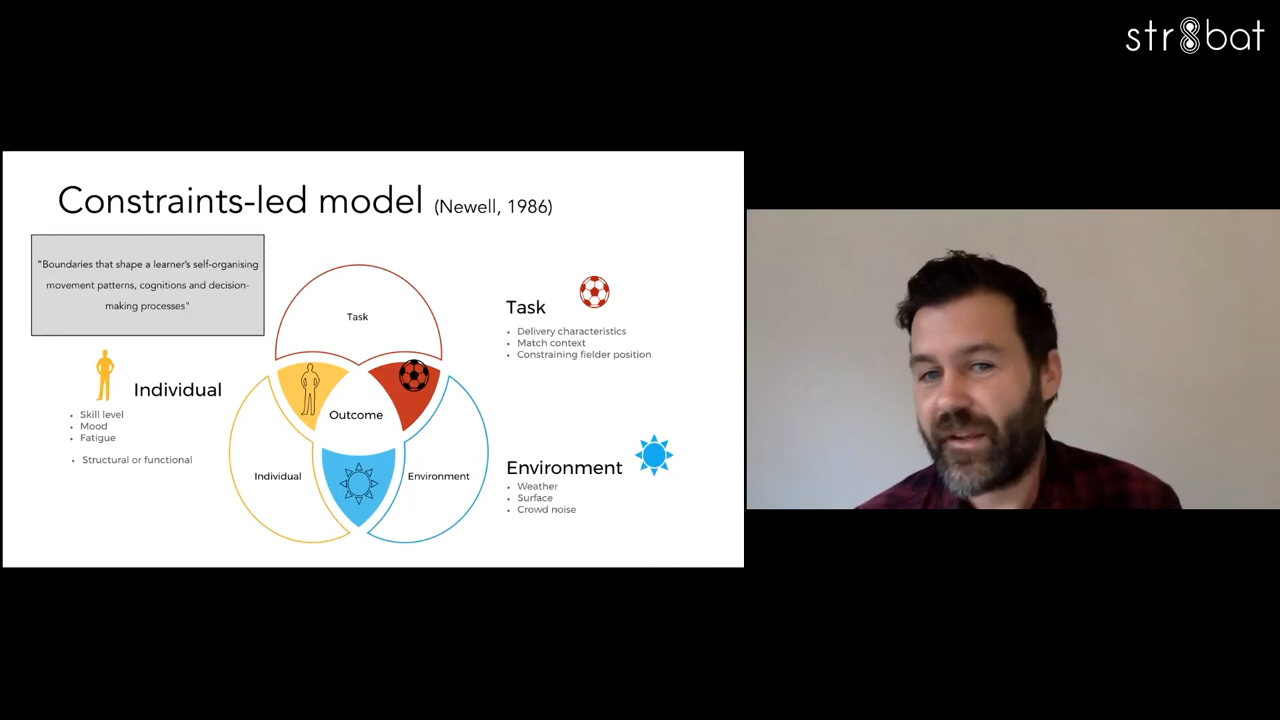 str8bat
Constraints-led model (Newell, 1986)
"Boundaries that shape a learner's self-organising
movement patterns, cognitions and decision-
making processes"
Task
Task
• Delivery characteristics
• Match context
• Constraining fielder position
Individual
• Skill level
• Mood
• Fatigue
• Structural or functional
Outcome
Individual
Environment
Environment
• Weather
• Surface
• Crowd noise